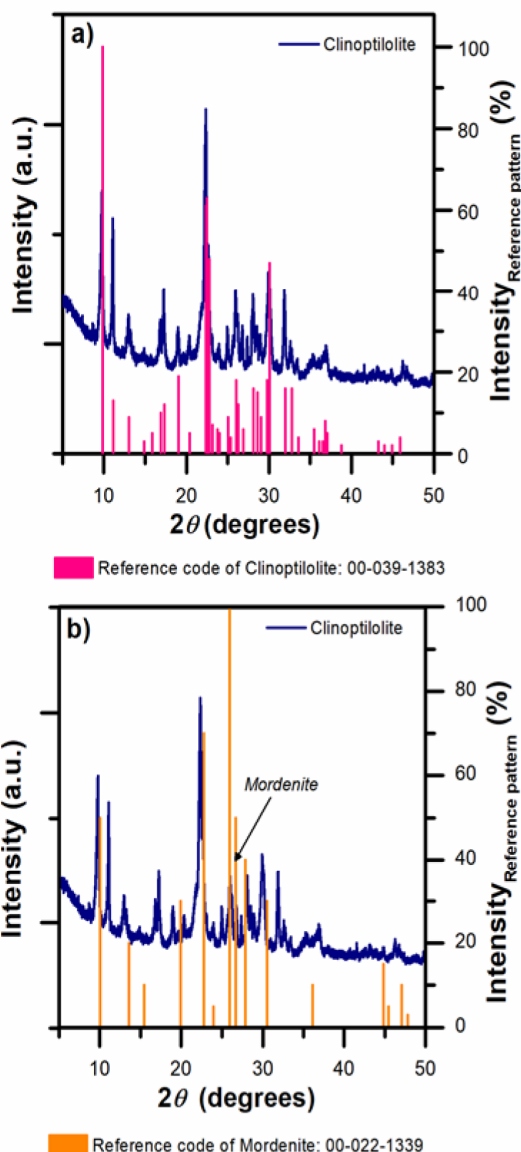 a)
Clinoptilolite
Intensity (a.u.)
Intensity Reference pattern (%)
100
80
60
40
20
0
10 20 30 40 50
2θ (degrees)
Reference code of Clinoptilolite: 00-039-1383
b)
Clinoptilolite
Mordenite
Intensity (a.u.)
Intensity Reference pattern (%)
100
80
60
40
20
0
10 20 30 40 50
2θ (degrees)
Reference code of Mordenite: 00-022-1339